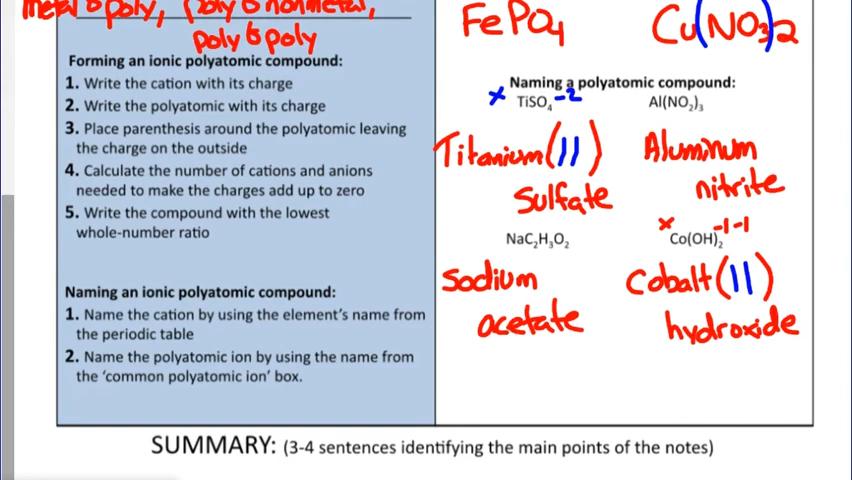 metal & poly, poly & nonmetal,
poly & poly
Forming an ionic polyatomic compound:
1. Write the cation with its charge
2. Write the polyatomic with its charge
3. Place parenthesis around the polyatomic leaving
the charge on the outside
4. Calculate the number of cations and anions
needed to make the charges add up to zero
5. Write the compound with the lowest
whole-number ratio
Naming an ionic polyatomic compound:
1. Name the cation by using the element's name from
the periodic table
2. Name the polyatomic ion by using the name from
the 'common polyatomic ion' box.
FePO4 Cu(NO3)2
Naming a polyatomic compound:
x TiSO4 -2 Al(NO2)3
Titanium (II) Aluminum
sulfate nitrite
x -1 -1
NaC2H3O2 Co(OH)2
Sodium Cobalt (II)
acetate hydroxide
SUMMARY: (3-4 sentences identifying the main points of the notes)